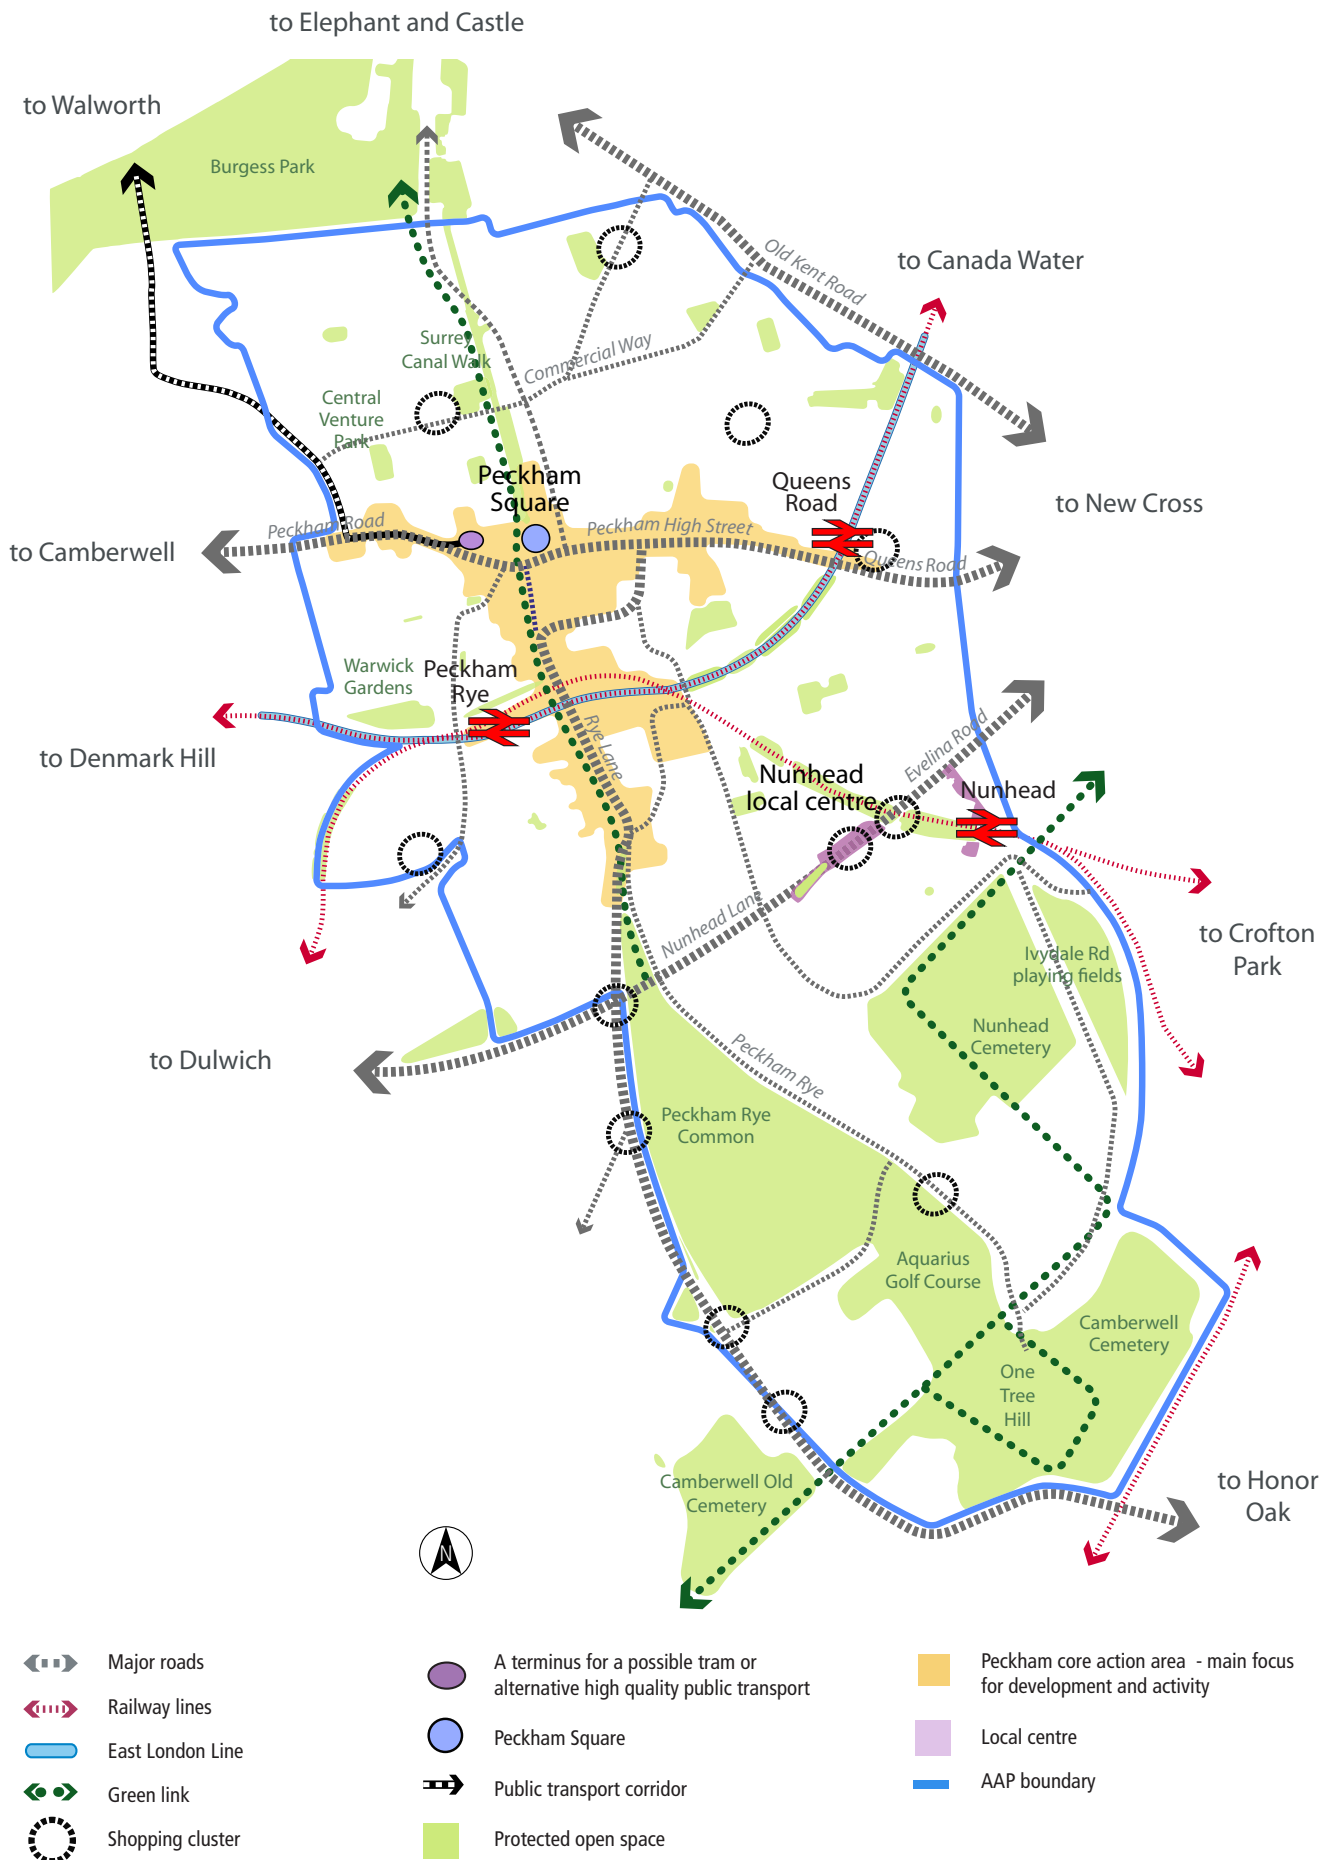 to Elephant and Castle
to Walworth
Burgess Park
Old Kent Road
to Canada Water
Surrey
Canal Walk
Commercial Way
Central
Venture
Park
Peckham
Square
Queens
Road
to New Cross
Peckham Road
Peckham High Street
to Camberwell
Queens Road
Warwick
Gardens
Peckham
Rye
Rye Lane
Evelina Road
to Denmark Hill
Nunhead
local centre
Nunhead
Nunhead Lane
to Crofton
Park
Ivydale Rd
playing fields
Nunhead
Cemetery
to Dulwich
Peckham Rye
Peckham Rye
Common
Aquarius
Golf Course
Camberwell
Cemetery
One
Tree
Hill
Camberwell Old
Cemetery
to Honor
Oak
N
Major roads
Railway lines
East London Line
Green link
Shopping cluster
A terminus for a possible tram or
alternative high quality public transport
Peckham Square
Public transport corridor
Protected open space
Peckham core action area - main focus
for development and activity
Local centre
AAP boundary